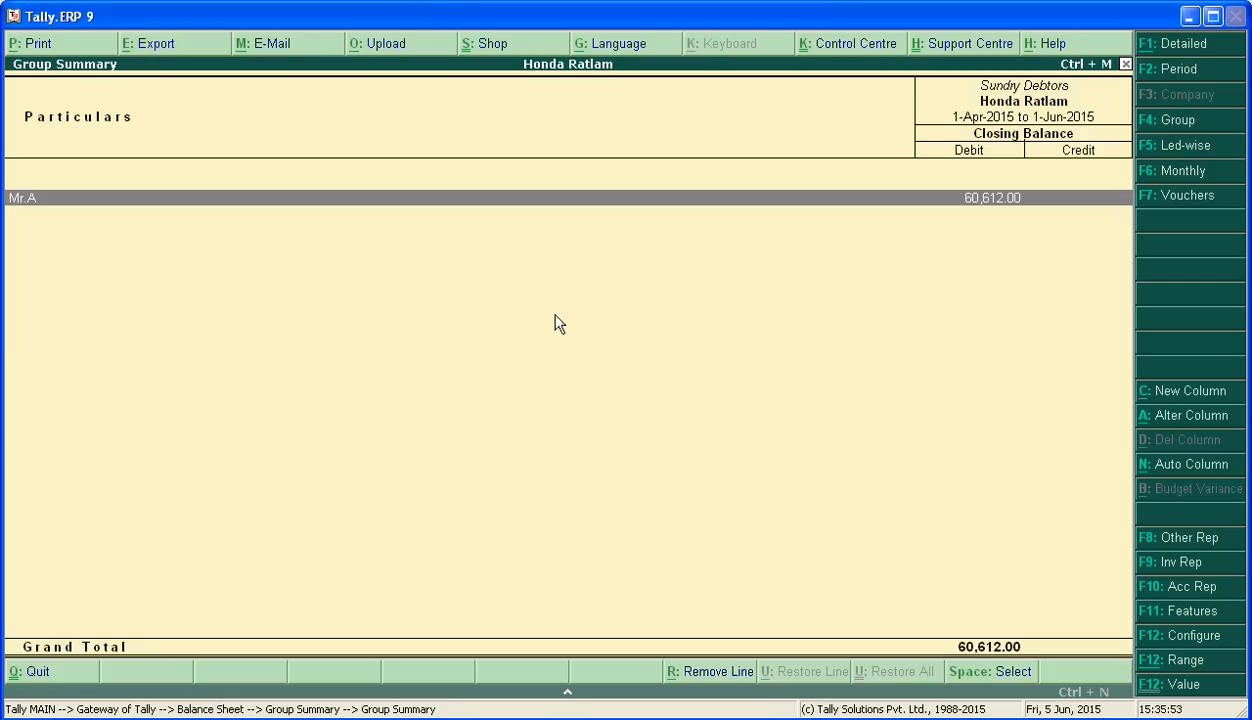 Tally.ERP 9
P: Print E: Export M: E-Mail O: Upload S: Shop G: Language K: Keyboard K: Control Centre H: Support Centre H: Help
Group Summary Honda Ratlam Ctrl + M
Particulars
Sundry Debtors
Honda Ratlam
1-Apr-2015 to 1-Jun-2015
Closing Balance
Debit Credit
Mr.A 60,612.00
Grand Total 60,612.00
Q: Quit R: Remove Line U: Restore Line U: Restore All Space: Select
Ctrl + N
F1: Detailed
F2: Period
F3: Company
F4: Group
F5: Led-wise
F6: Monthly
F7: Vouchers
C: New Column
A: Alter Column
D: Del Column
N: Auto Column
B: Budget Variance
F8: Other Rep
F9: Inv Rep
F10: Acc Rep
F11: Features
F12: Configure
F12: Range
F12: Value
Tally MAIN --> Gateway of Tally --> Balance Sheet --> Group Summary --> Group Summary (c) Tally Solutions Pvt. Ltd., 1988-2015 Fri, 5 Jun, 2015 15:35:53